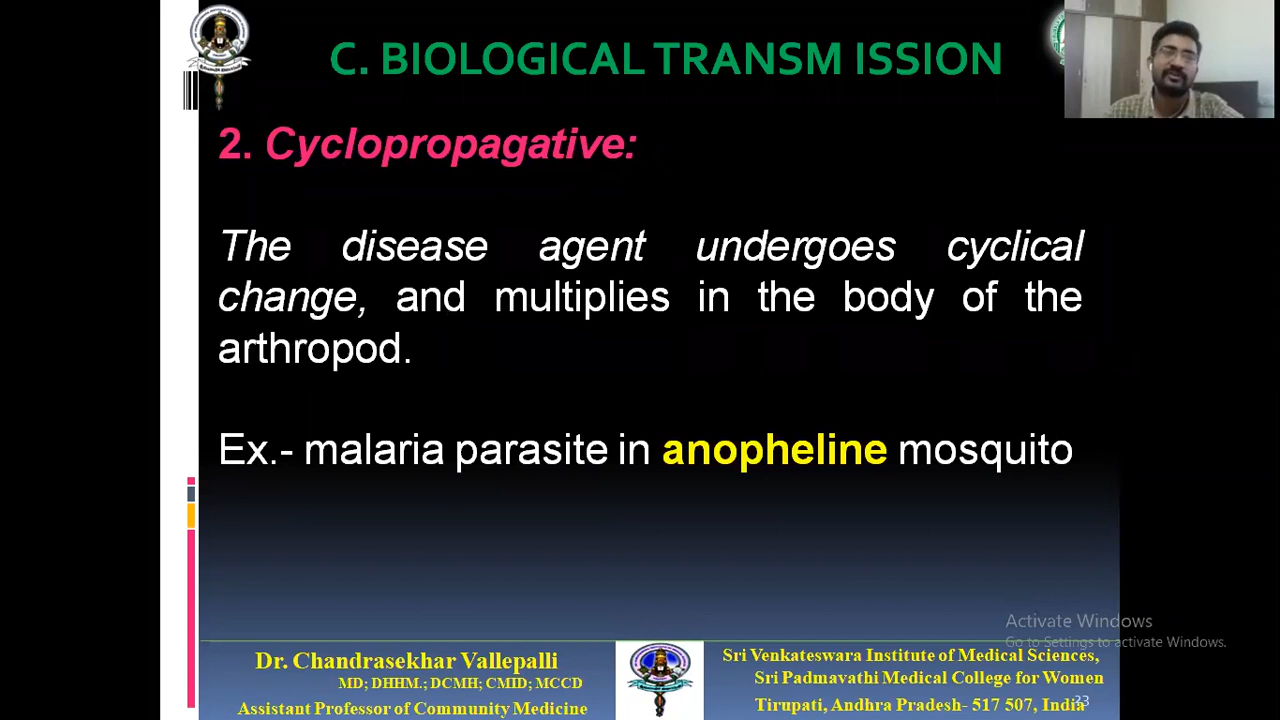 C. BIOLOGICAL TRANSM ISSION
2. Cyclopropagative:
The disease agent undergoes cyclical
change, and multiplies in the body of the
arthropod.
Ex.- malaria parasite in anopheline mosquito
Activate Windows
Go to Settings to activate Windows.
Dr. Chandrasekhar Vallepalli
MD; DHHM.; DCMH; CMID; MCCD
Assistant Professor of Community Medicine
Sri Venkateswara Institute of Medical Sciences,
Sri Padmavathi Medical College for Women
Tirupati, Andhra Pradesh- 517 507, India
23